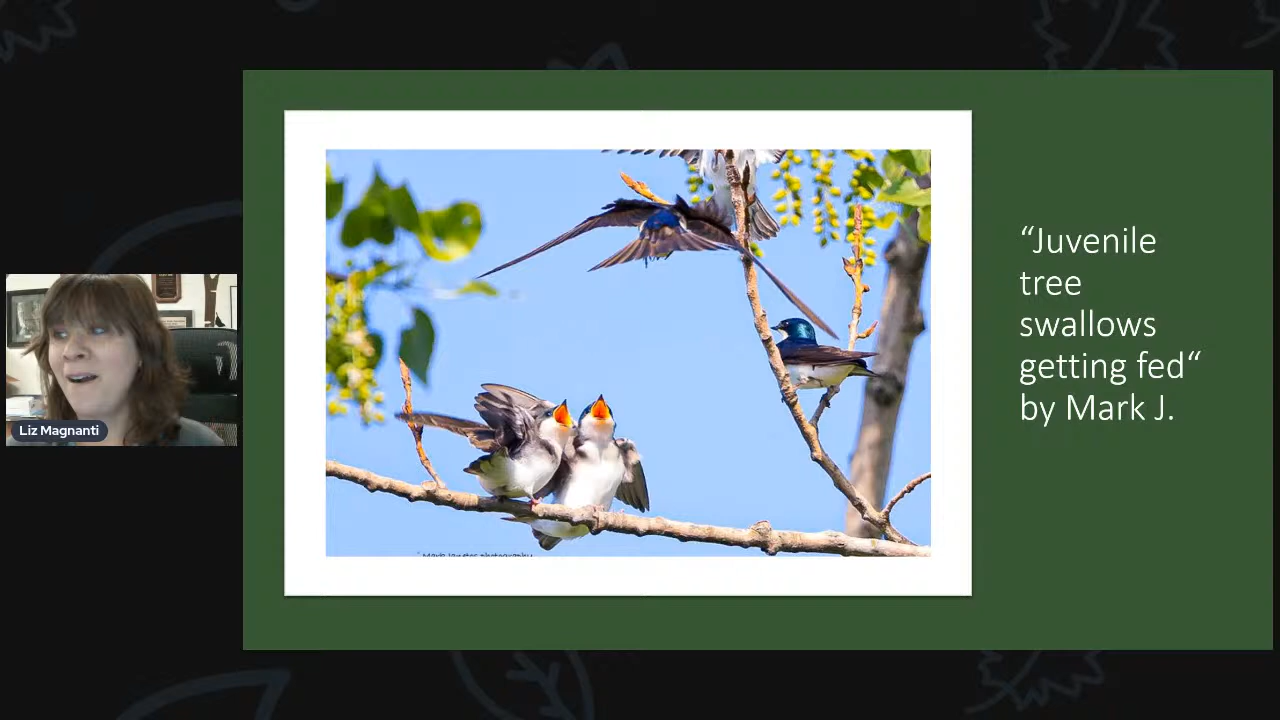 “Juvenile
tree
swallows
getting fed“
by Mark J.
Liz Magnanti